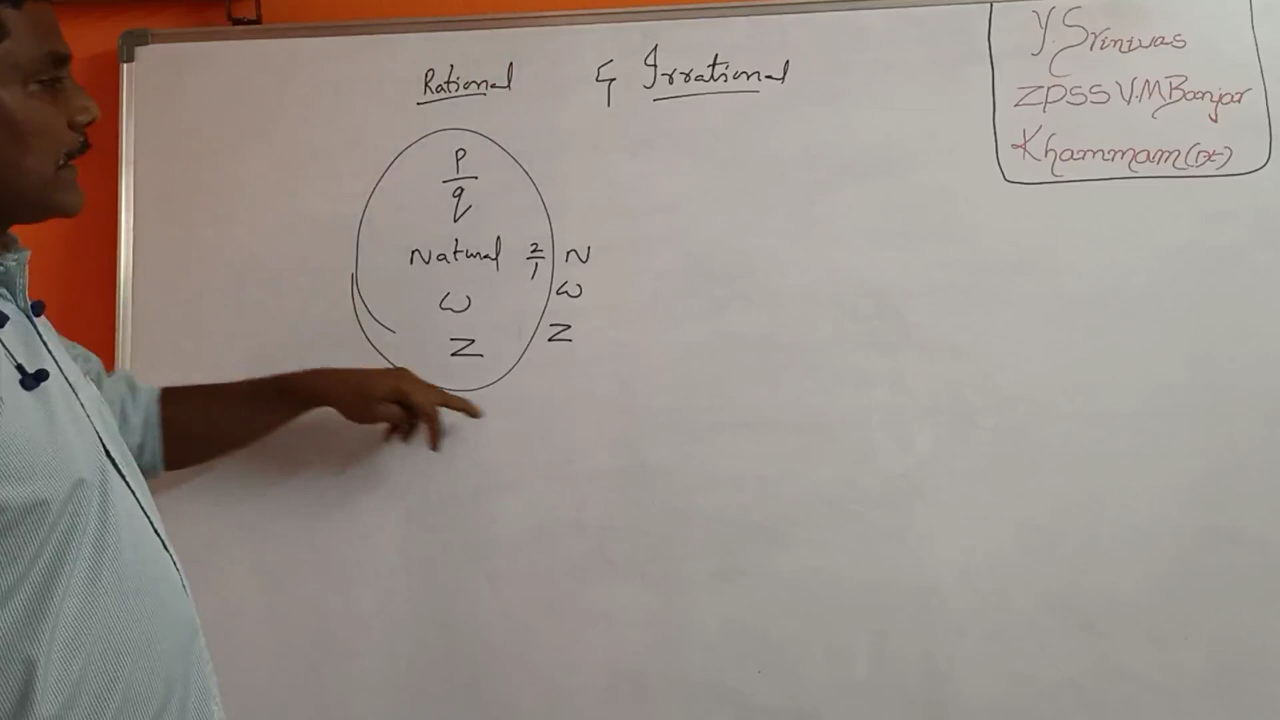 Rational & Irrational
p
q
Natural 2/1 N
W W
Z Z
Y. Srinivas
ZPSS V.M Banjar
Khammam (Dt)